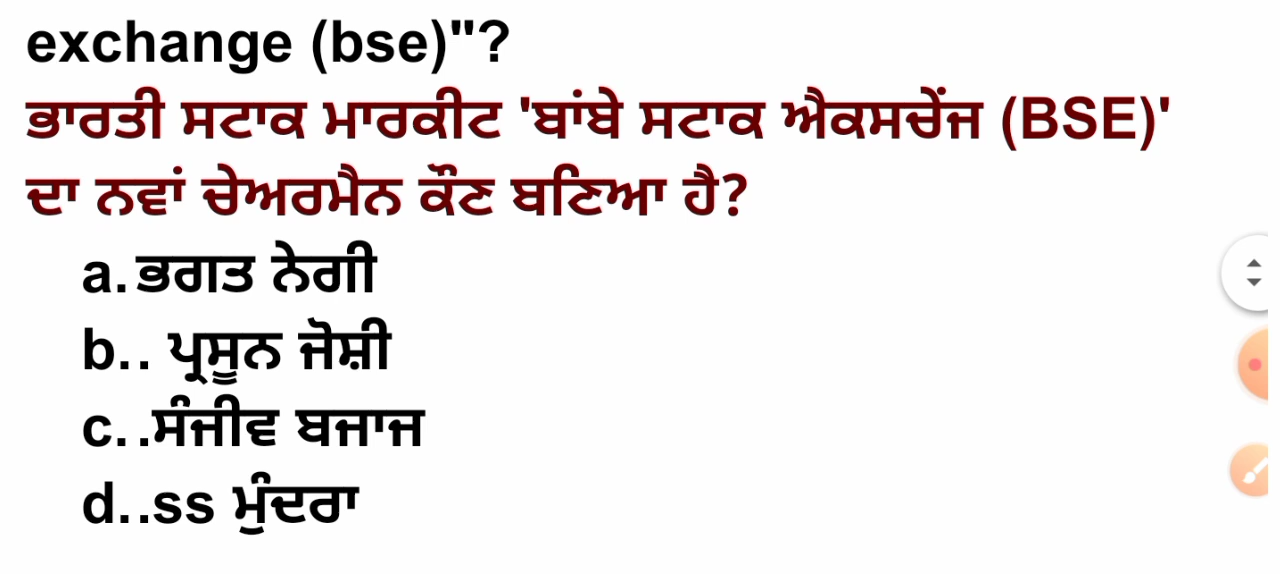 exchange (bse)"?
ਭਾਰਤੀ ਸਟਾਕ ਮਾਰਕੀਟ 'ਬਾਂਬੇ ਸਟਾਕ ਐਕਸਚੇਂਜ (BSE)'
ਦਾ ਨਵਾਂ ਚੇਅਰਮੈਨ ਕੌਣ ਬਣਿਆ ਹੈ?
a. ਭਗਤ ਨੇਗੀ
b.. ਪ੍ਰਸੂਨ ਜੋਸ਼ੀ
c. .ਸੰਜੀਵ ਬਜਾਜ
d..ss ਮੁੰਦਰਾ